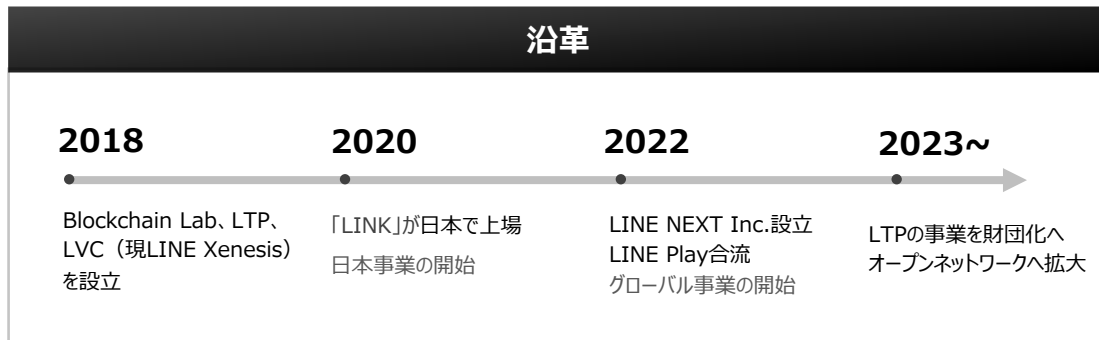 沿革
2018
Blockchain Lab、LTP、
LVC（現LINE Xenesis）
を設立
2020
「LINK」が日本で上場
日本事業の開始
2022
LINE NEXT Inc.設立
LINE Play合流
グローバル事業の開始
2023~
LTPの事業を財団化へ
オープンネットワークへ拡大